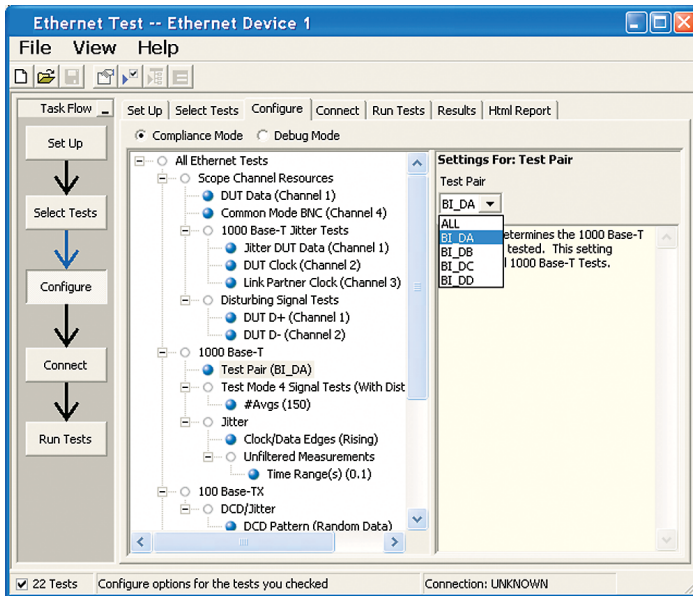 Ethernet Test -- Ethernet Device 1
File View Help
Task Flow
Set Up
Select Tests
Configure
Connect
Run Tests
Set Up Select Tests Configure Connect Run Tests Results Html Report
Compliance Mode Debug Mode
All Ethernet Tests
Scope Channel Resources
DUT Data (Channel 1)
Common Mode BNC (Channel 4)
1000 Base-T Jitter Tests
Jitter DUT Data (Channel 1)
DUT Clock (Channel 2)
Link Partner Clock (Channel 3)
Disturbing Signal Tests
DUT D+ (Channel 1)
DUT D- (Channel 2)
1000 Base-T
Test Pair (BI_DA)
Test Mode 4 Signal Tests (With Dist
#Avgs (150)
Jitter
Clock/Data Edges (Rising)
Unfiltered Measurements
Time Range(s) (0.1)
100 Base-TX
DCD/Jitter
DCD Pattern (Random Data)
Settings For: Test Pair
Test Pair
BI_DA
ALL
BI_DA
BI_DB
BI_DC
BI_DD
etermines the 1000 Base-T
tested. This setting
1000 Base-T Tests.
22 Tests Configure options for the tests you checked Connection: UNKNOWN